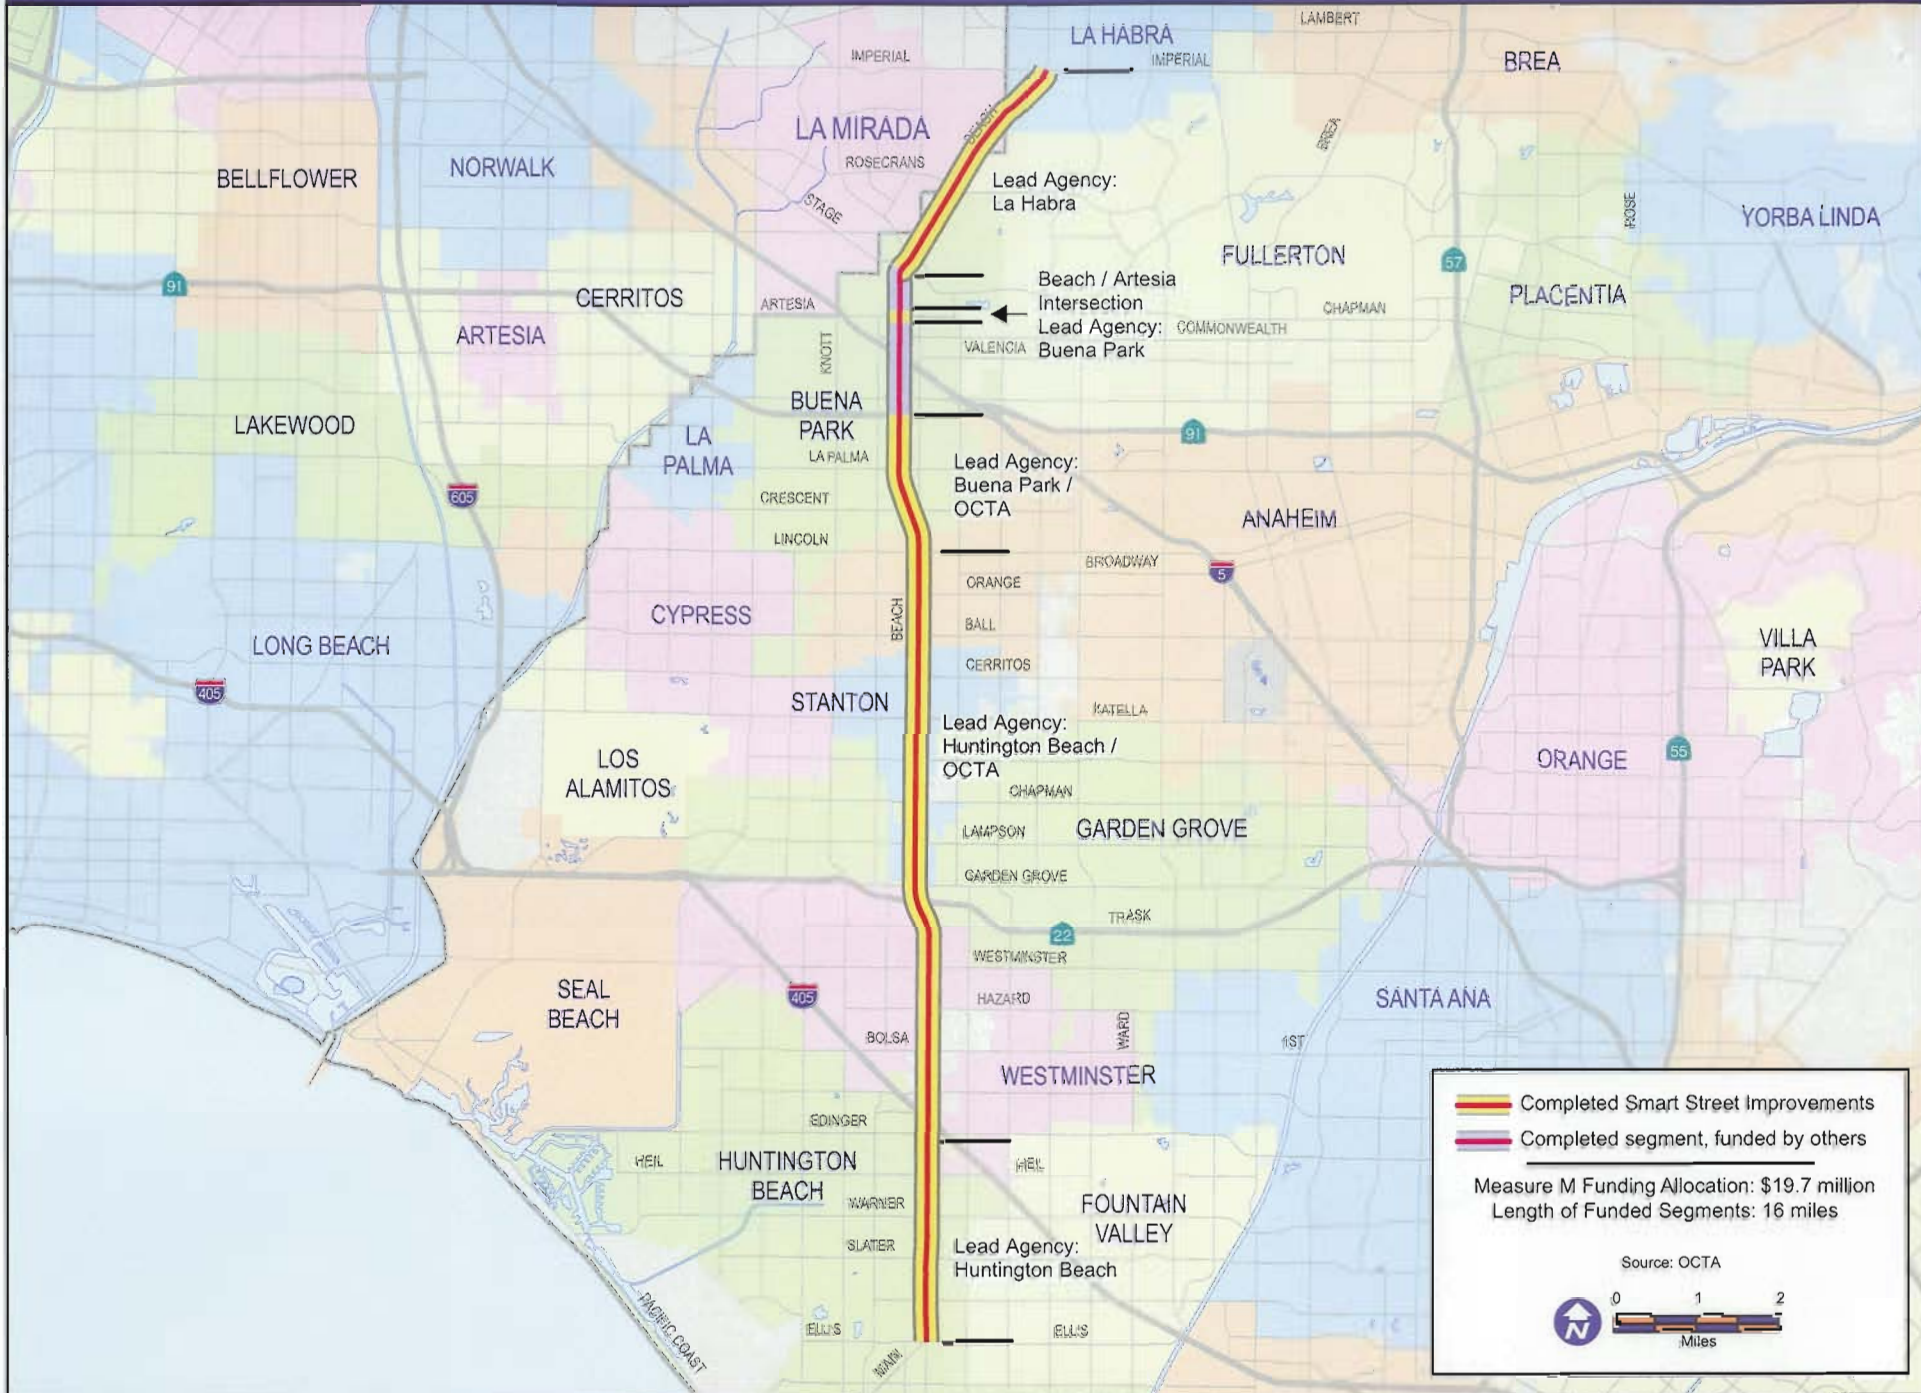 LAMBERT
LA HABRA
IMPERIAL
IMPERIAL
BREA
LA MIRADA
BEACH
BREA
ROSECRANS
NORWALK
BELLFLOWER
Lead Agency:
La Habra
STAGE
ROSE
YORBA LINDA
FULLERTON
57
91
CERRITOS
ARTESIA
Beach / Artesia
Intersection
Lead Agency:
Buena Park
PLACENTIA
CHAPMAN
COMMONWEALTH
ARTESIA
KNOTT
VALENCIA
BUENA
PARK
LAKEWOOD
LA
PALMA
91
LA PALMA
Lead Agency:
Buena Park /
OCTA
605
CRESCENT
ANAHEIM
LINCOLN
BROADWAY
5
ORANGE
CYPRESS
BEACH
BALL
LONG BEACH
VILLA
PARK
CERRITOS
405
STANTON
KATELLA
Lead Agency:
Huntington Beach /
OCTA
LOS
ALAMITOS
ORANGE
55
CHAPMAN
LAMPSON
GARDEN GROVE
GARDEN GROVE
TRASK
22
WESTMINSTER
SEAL
BEACH
405
HAZARD
SANTA ANA
BOLSA
WARD
1ST
WESTMINSTER
EDINGER
HEIL
HUNTINGTON
BEACH
HEIL
WARNER
FOUNTAIN
VALLEY
SLATER
Lead Agency:
Huntington Beach
PACIFIC COAST
ELLIS
ELLIS
MAIN
Completed Smart Street Improvements
Completed segment, funded by others
Measure M Funding Allocation: $19.7 million
Length of Funded Segments: 16 miles
Source: OCTA
N
0 1 2
Miles